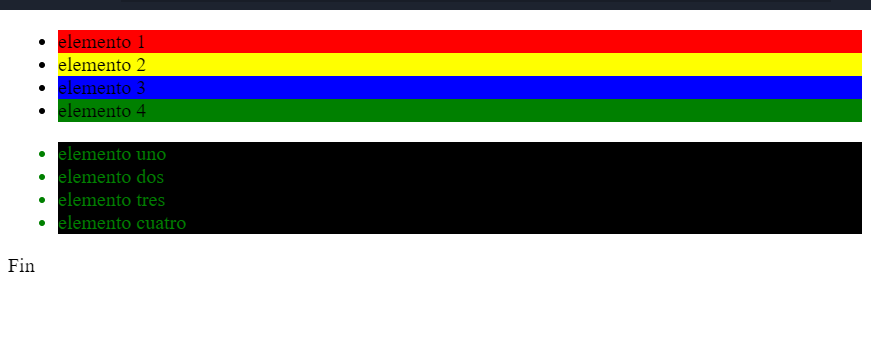 elemento 1
elemento 2
elemento 3
elemento 4
elemento uno
elemento dos
elemento tres
elemento cuatro
Fin